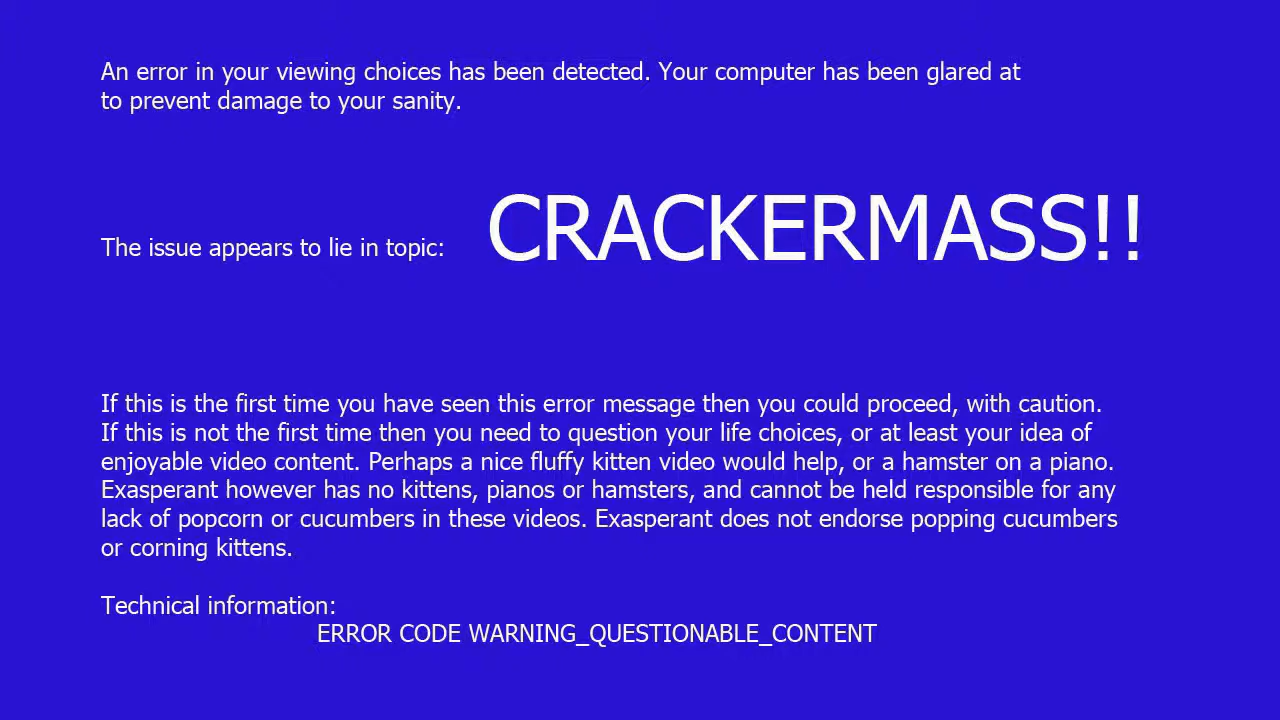 An error in your viewing choices has been detected. Your computer has been glared at
to prevent damage to your sanity.
The issue appears to lie in topic: CRACKERMASS!!
If this is the first time you have seen this error message then you could proceed, with caution.
If this is not the first time then you need to question your life choices, or at least your idea of
enjoyable video content. Perhaps a nice fluffy kitten video would help, or a hamster on a piano.
Exasperant however has no kittens, pianos or hamsters, and cannot be held responsible for any
lack of popcorn or cucumbers in these videos. Exasperant does not endorse popping cucumbers
or corning kittens.
Technical information:
ERROR CODE WARNING_QUESTIONABLE_CONTENT